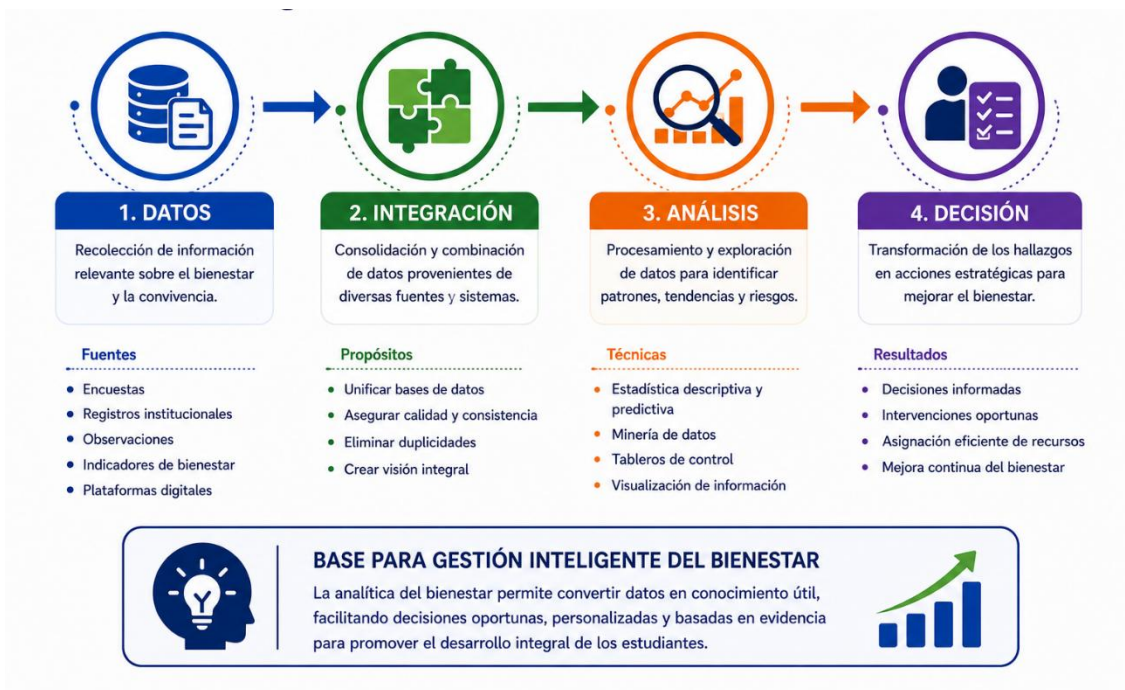 1. DATOS
Recolección de información
relevante sobre el bienestar
y la convivencia.
Fuentes
Encuestas
Registros institucionales
Observaciones
Indicadores de bienestar
Plataformas digitales
2. INTEGRACIÓN
Consolidación y combinación
de datos provenientes de
diversas fuentes y sistemas.
Propósitos
Unificar bases de datos
Asegurar calidad y consistencia
Eliminar duplicidades
Crear visión integral
3. ANÁLISIS
Procesamiento y exploración
de datos para identificar
patrones, tendencias y riesgos.
Técnicas
Estadística descriptiva y
predictiva
Minería de datos
Tableros de control
Visualización de información
4. DECISIÓN
Transformación de los hallazgos
en acciones estratégicas para
mejorar el bienestar.
Resultados
Decisiones informadas
Intervenciones oportunas
Asignación eficiente de recursos
Mejora continua del bienestar
BASE PARA GESTIÓN INTELIGENTE DEL BIENESTAR
La analítica del bienestar permite convertir datos en conocimiento útil,
facilitando decisiones oportunas, personalizadas y basadas en evidencia
para promover el desarrollo integral de los estudiantes.